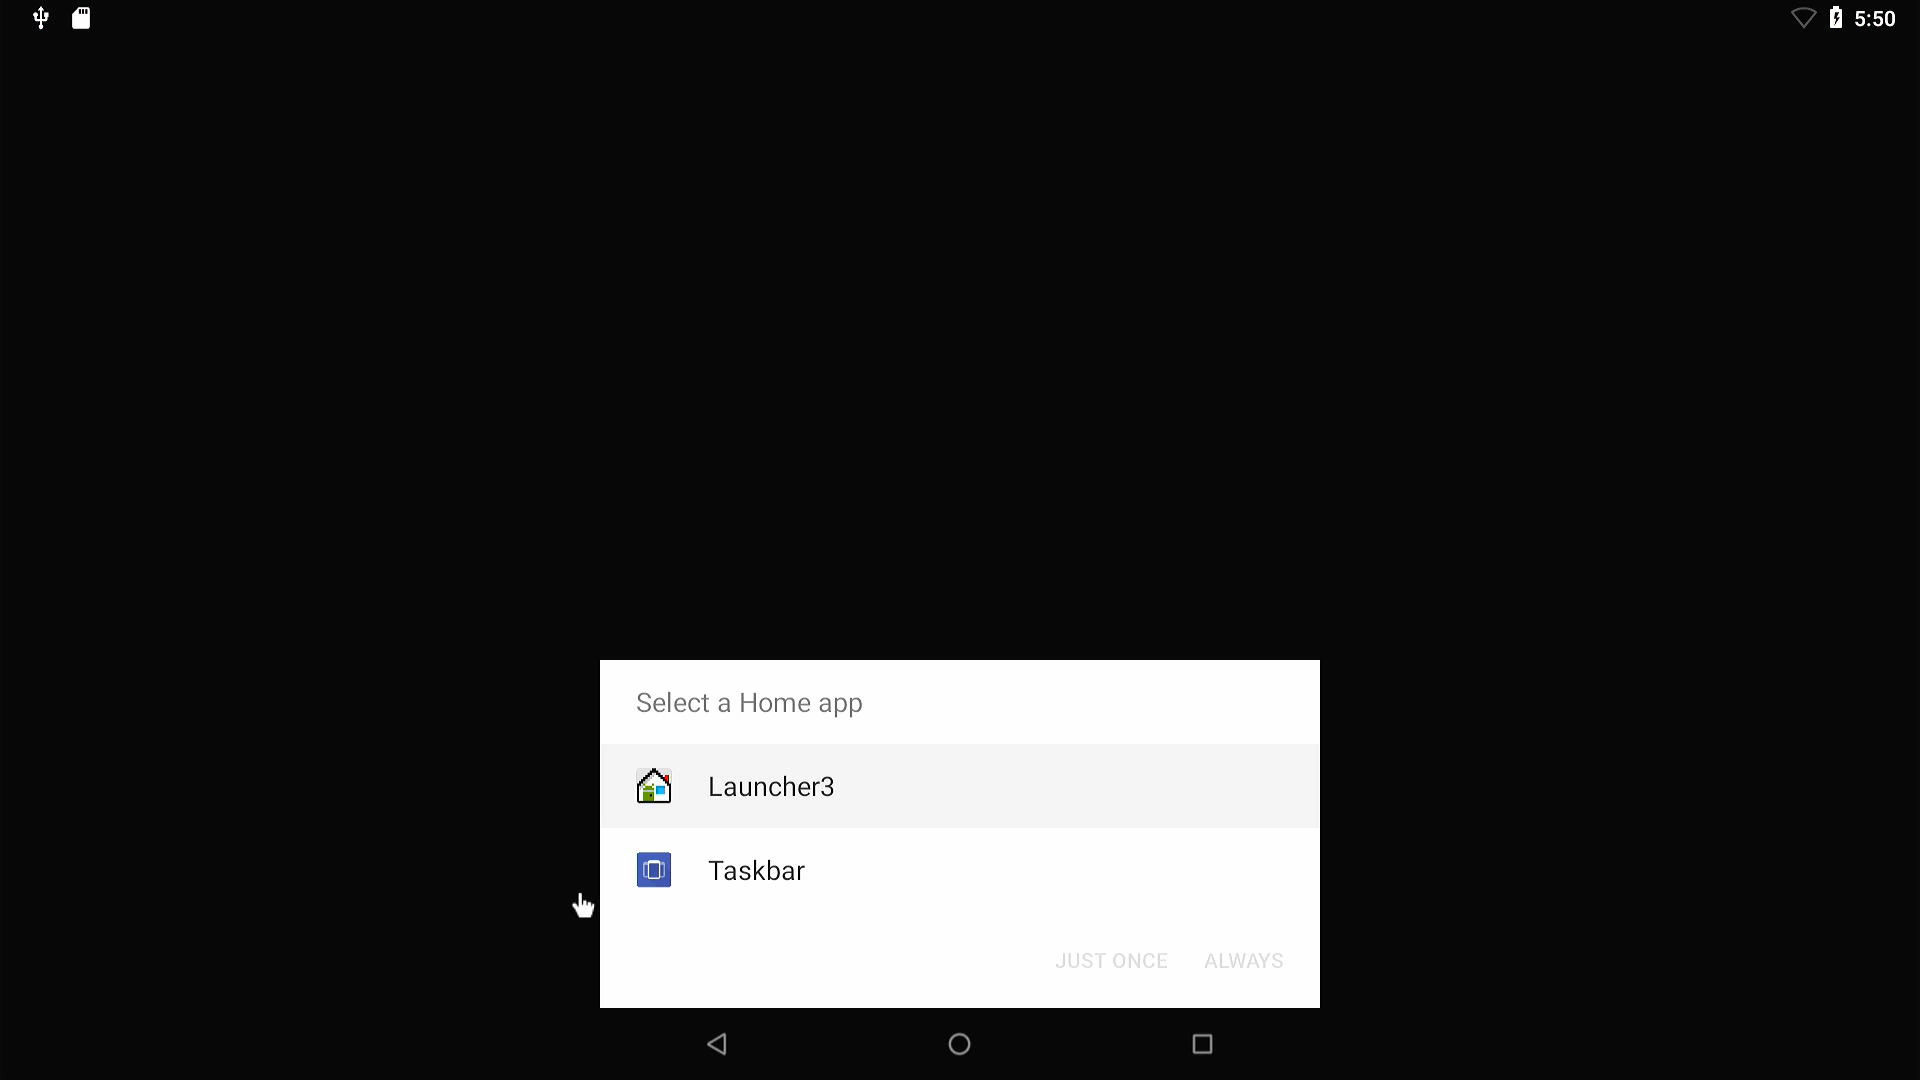 5:50
Select a Home app
Launcher3
Taskbar
JUST ONCE ALWAYS